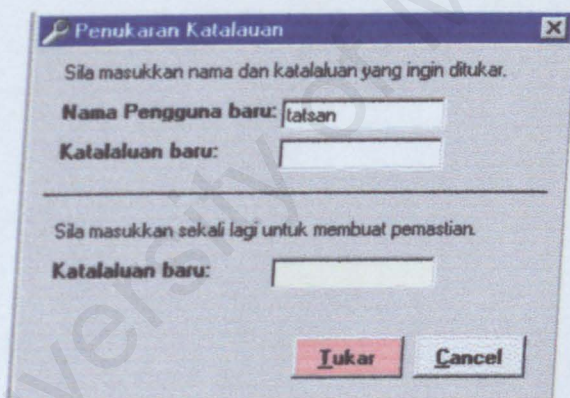 Penukaran Katalauan
Sila masukkan nama dan katalaluan yang ingin ditukar.
Nama Pengguna baru: tatsan
Katalaluan baru:
Sila masukkan sekali lagi untuk membuat pemastian.
Katalaluan baru:
Tukar Cancel